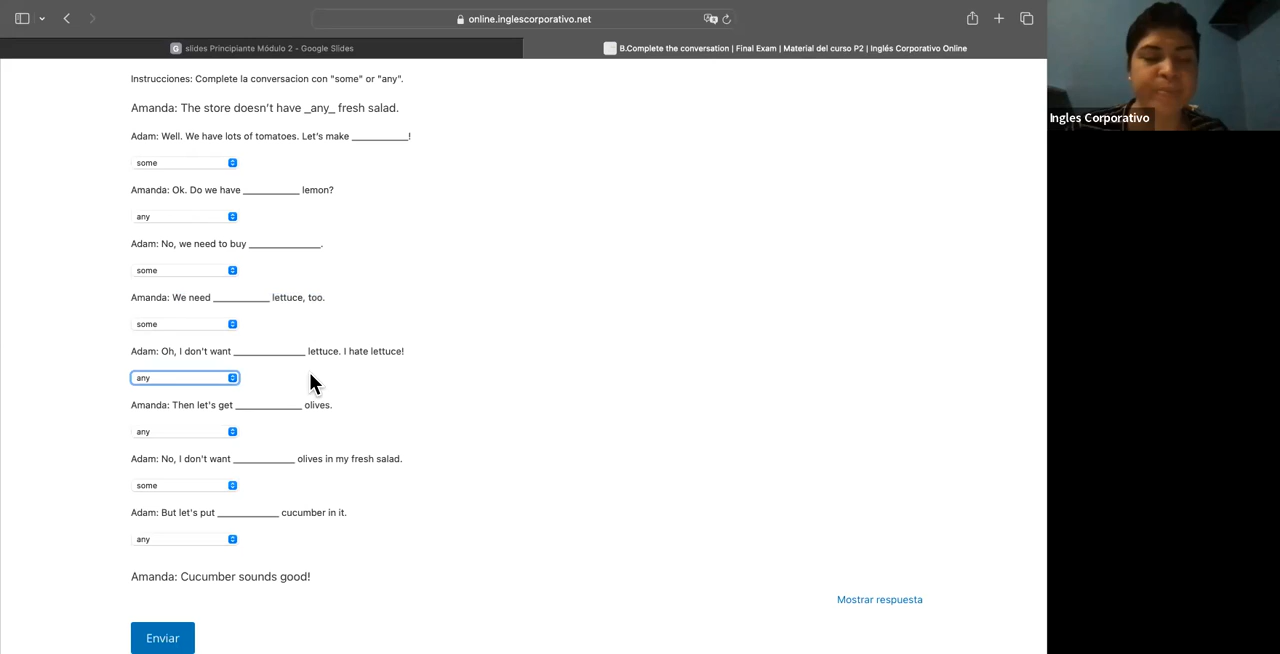 online.inglescorporativo.net
G slides Principiante Módulo 2 - Google Slides
B.Complete the conversation | Final Exam | Material del curso P2 | Inglés Corporativo Online
Ingles Corporativo
Instrucciones: Complete la conversacion con "some" or "any".
Amanda: The store doesn't have _any_ fresh salad.
Adam: Well. We have lots of tomatoes. Let's make ___________!
some
Amanda: Ok. Do we have ___________ lemon?
any
Adam: No, we need to buy ______________.
some
Amanda: We need ___________ lettuce, too.
some
Adam: Oh, I don't want ______________ lettuce. I hate lettuce!
any
Amanda: Then let's get _____________ olives.
any
Adam: No, I don't want ____________ olives in my fresh salad.
some
Adam: But let's put ____________ cucumber in it.
any
Amanda: Cucumber sounds good!
Mostrar respuesta
Enviar